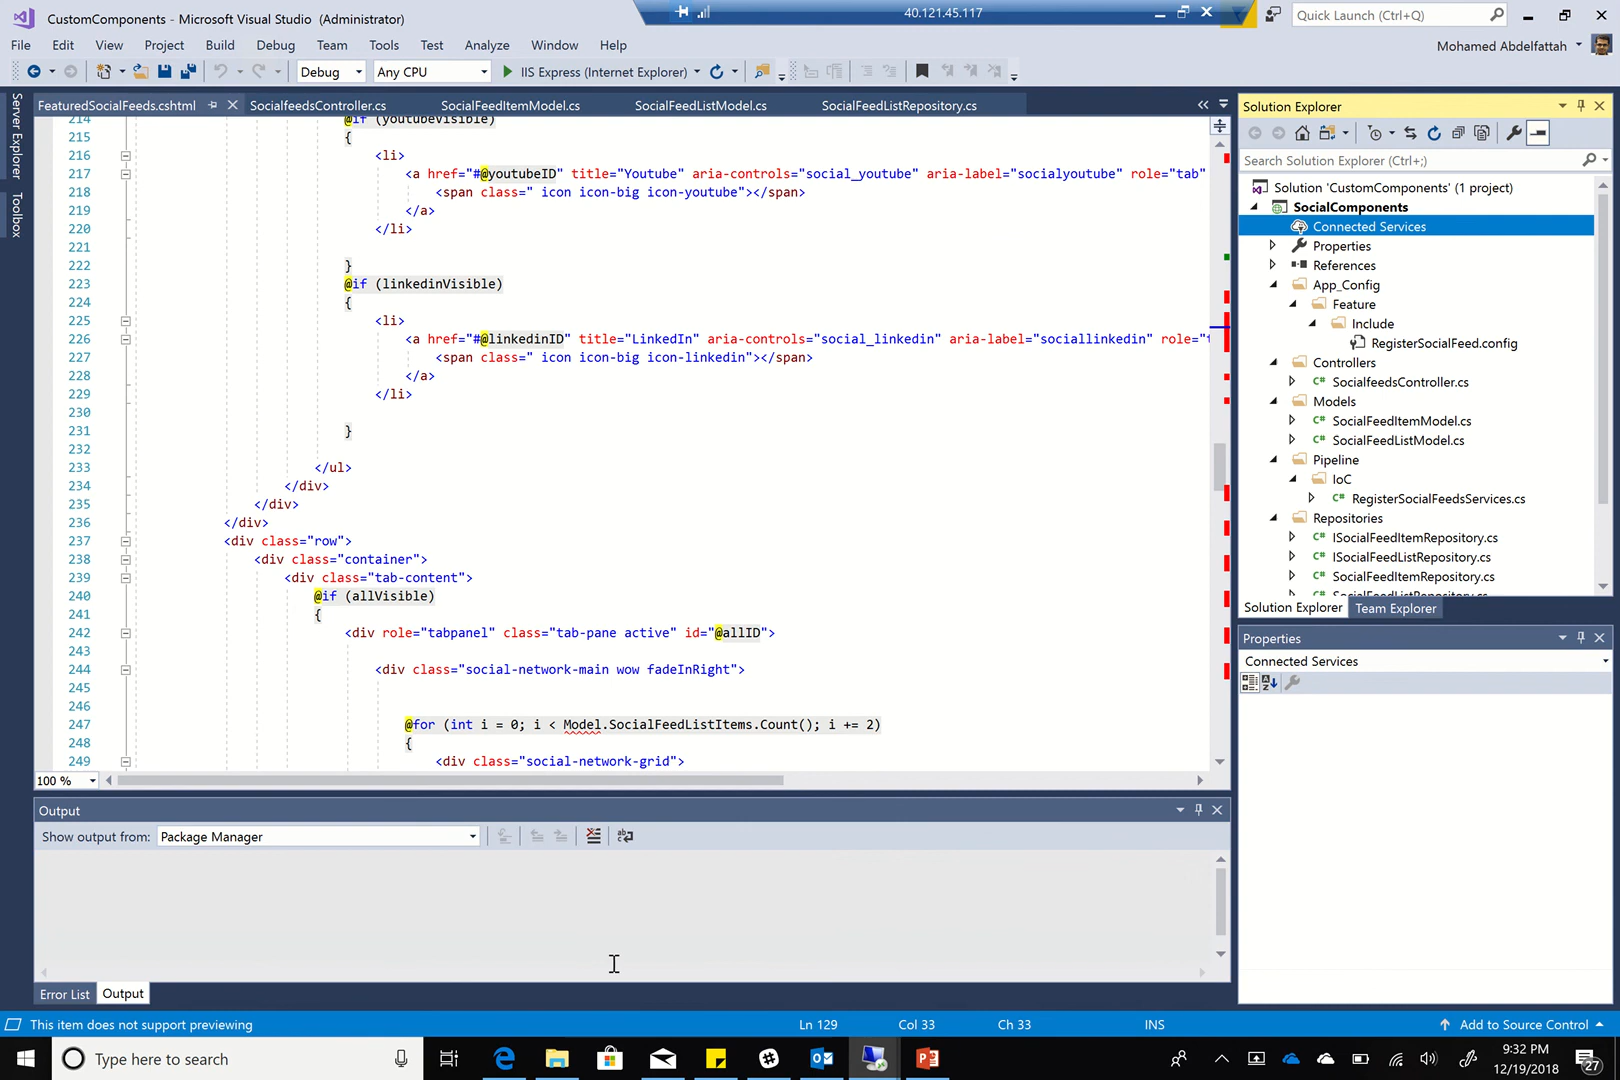 CustomComponents - Microsoft Visual Studio (Administrator)
40.121.45.117
Quick Launch (Ctrl+Q)
File Edit View Project Build Debug Team Tools Test Analyze Window Help
Mohamed Abdelfattah
Debug Any CPU IIS Express (Internet Explorer)
Server Explorer
Toolbox
FeaturedSocialFeeds.cshtml SocialfeedsController.cs SocialFeedItemModel.cs SocialFeedListModel.cs SocialFeedListRepository.cs
214 @if (youtubeVisible)
215 {
216 <li>
217 <a href="#@youtubeID" title="Youtube" aria-controls="social_youtube" aria-label="socialyoutube" role="tab"
218 <span class=" icon icon-big icon-youtube"></span>
219 </a>
220 </li>
221
222 }
223 @if (linkedinVisible)
224 {
225 <li>
226 <a href="#@linkedinID" title="LinkedIn" aria-controls="social_linkedin" aria-label="sociallinkedin" role="t
227 <span class=" icon icon-big icon-linkedin"></span>
228 </a>
229 </li>
230
231 }
232
233 </ul>
234 </div>
235 </div>
236 </div>
237 <div class="row">
238 <div class="container">
239 <div class="tab-content">
240 @if (allVisible)
241 {
242 <div role="tabpanel" class="tab-pane active" id="@allID">
243
244 <div class="social-network-main wow fadeInRight">
245
246
247 @for (int i = 0; i < Model.SocialFeedListItems.Count(); i += 2)
248 {
249 <div class="social-network-grid">
100 %
Output
Show output from: Package Manager
Error List Output
Solution Explorer
Search Solution Explorer (Ctrl+;)
Solution 'CustomComponents' (1 project)
SocialComponents
Connected Services
Properties
References
App_Config
Feature
Include
RegisterSocialFeed.config
Controllers
SocialfeedsController.cs
Models
SocialFeedItemModel.cs
SocialFeedListModel.cs
Pipeline
IoC
RegisterSocialFeedsServices.cs
Repositories
ISocialFeedItemRepository.cs
ISocialFeedListRepository.cs
SocialFeedItemRepository.cs
SocialFeedListRepository.cs
Solution Explorer Team Explorer
Properties
Connected Services
This item does not support previewing Ln 129 Col 33 Ch 33 INS Add to Source Control
Type here to search
9:32 PM
12/19/2018
27